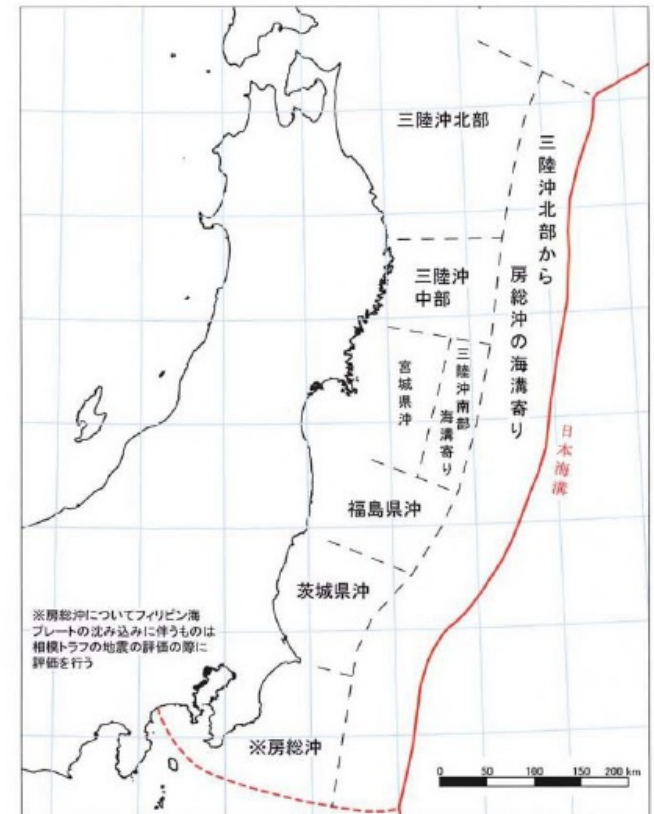 三陸沖北部
三陸沖北部から
房総沖の海溝寄り
三陸沖
中部
三陸沖南部
海溝寄り
宮城県沖
日本海溝
福島県沖
茨城県沖
※房総沖についてフィリピン海
プレートの沈み込みに伴うものは
相模トラフの地震の評価の際に
評価を行う
※房総沖
0 50 100 150 200 km